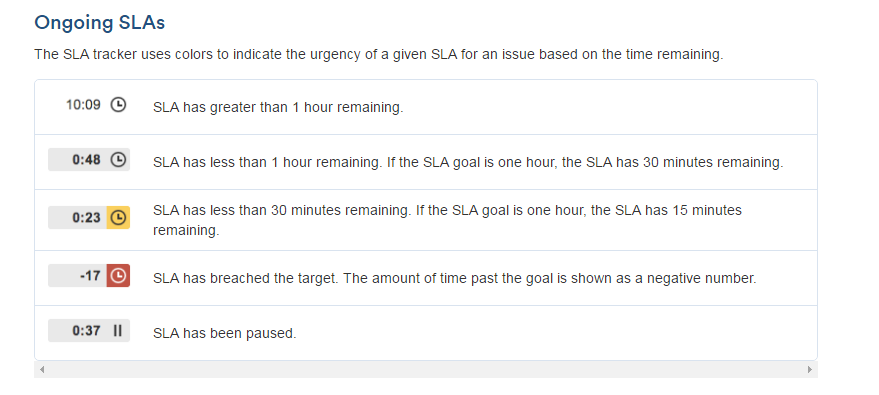 Ongoing SLAs
The SLA tracker uses colors to indicate the urgency of a given SLA for an issue based on the time remaining.
10:09 SLA has greater than 1 hour remaining.
0:48 SLA has less than 1 hour remaining. If the SLA goal is one hour, the SLA has 30 minutes remaining.
0:23 SLA has less than 30 minutes remaining. If the SLA goal is one hour, the SLA has 15 minutes
remaining.
-17 SLA has breached the target. The amount of time past the goal is shown as a negative number.
0:37 SLA has been paused.